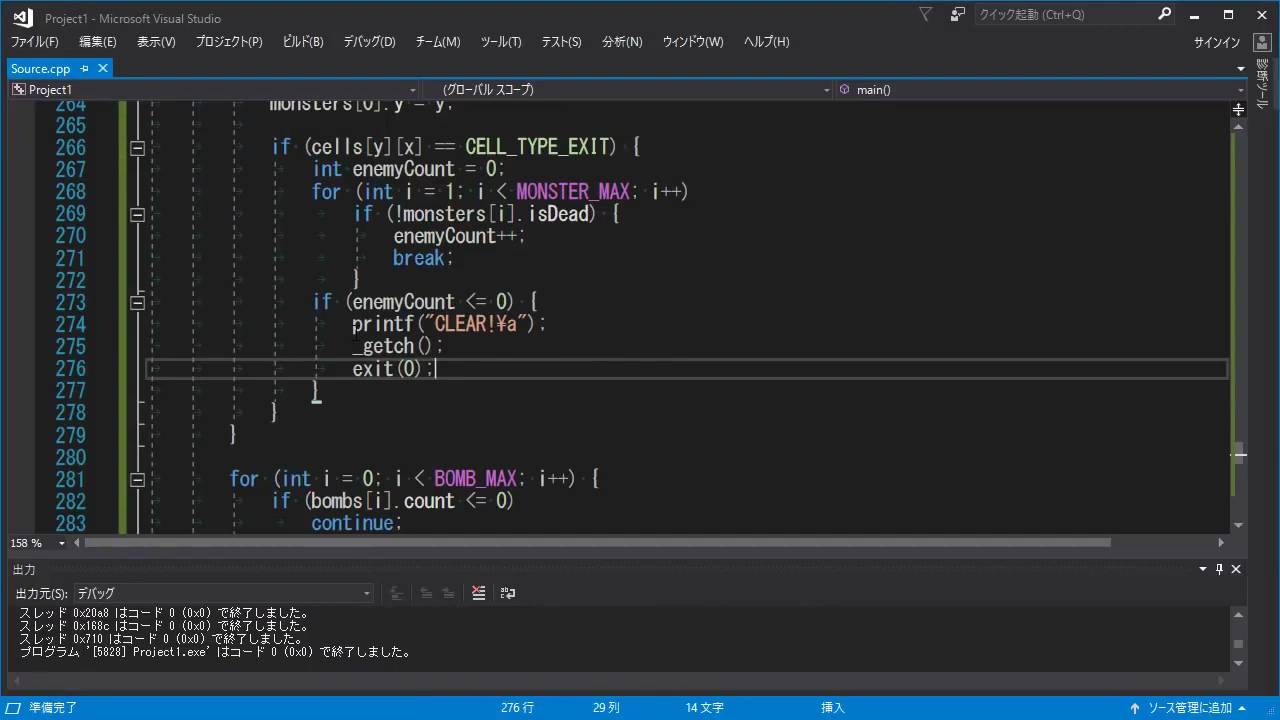 Project1 - Microsoft Visual Studio
クイック起動 (Ctrl+Q)
ファイル(F) 編集(E) 表示(V) プロジェクト(P) ビルド(B) デバッグ(D) チーム(M) ツール(T) テスト(S) 分析(N) ウィンドウ(W) ヘルプ(H)
サインイン
Source.cpp
診断ツール
Project1 (グローバル スコープ) main()
264 monsters[0].y = y;
265
266 if (cells[y][x] == CELL_TYPE_EXIT) {
267 int enemyCount = 0;
268 for (int i = 1; i < MONSTER_MAX; i++)
269 if (!monsters[i].isDead) {
270 enemyCount++;
271 break;
272 }
273 if (enemyCount <= 0) {
274 printf("CLEAR!¥a");
275 _getch();
276 exit(0);
277 }
278 }
279 }
280
281 for (int i = 0; i < BOMB_MAX; i++) {
282 if (bombs[i].count <= 0)
283 continue;
158 %
出力
出力元(S): デバッグ
スレッド 0x20a8 はコード 0 (0x0) で終了しました。
スレッド 0x168c はコード 0 (0x0) で終了しました。
スレッド 0x710 はコード 0 (0x0) で終了しました。
プログラム '[5828] Project1.exe' はコード 0 (0x0) で終了しました。
準備完了 276 行 29 列 14 文字 挿入 ソース管理に追加